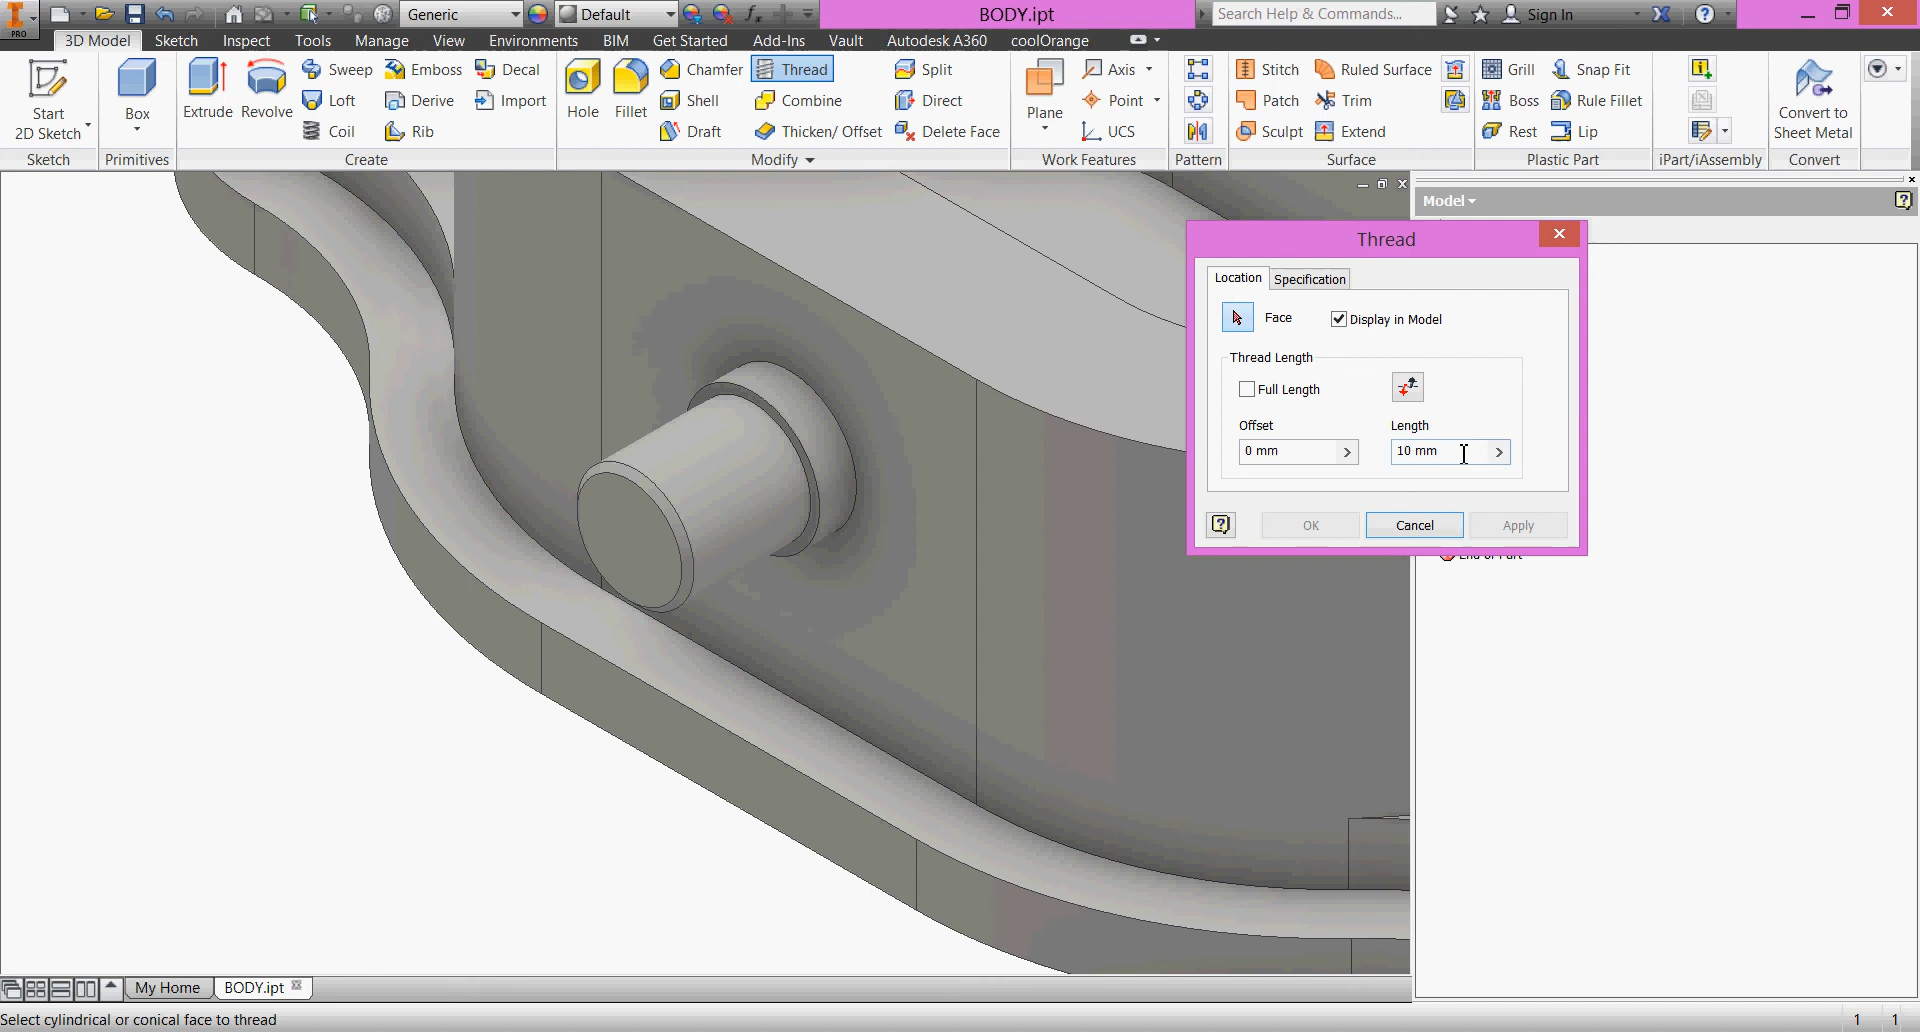 PRO
Generic
Default
BODY.ipt
Search Help & Commands...
Sign In
3D Model
Sketch
Inspect
Tools
Manage
View
Environments
BIM
Get Started
Add-Ins
Vault
Autodesk A360
coolOrange
Start
2D Sketch
Box
Extrude
Revolve
Sweep
Emboss
Decal
Loft
Derive
Import
Coil
Rib
Hole
Fillet
Chamfer
Thread
Split
Shell
Combine
Direct
Draft
Thicken/ Offset
Delete Face
Plane
Axis
Point
UCS
Stitch
Ruled Surface
Patch
Trim
Sculpt
Extend
Grill
Snap Fit
Boss
Rule Fillet
Rest
Lip
Convert to
Sheet Metal
Sketch
Primitives
Create
Modify
Work Features
Pattern
Surface
Plastic Part
iPart/iAssembly
Convert
Model
Thread
Location
Specification
Face
Display in Model
Thread Length
Full Length
Offset
Length
0 mm
10 mm
OK
Cancel
Apply
End of Part
My Home
BODY.ipt
Select cylindrical or conical face to thread
1
1